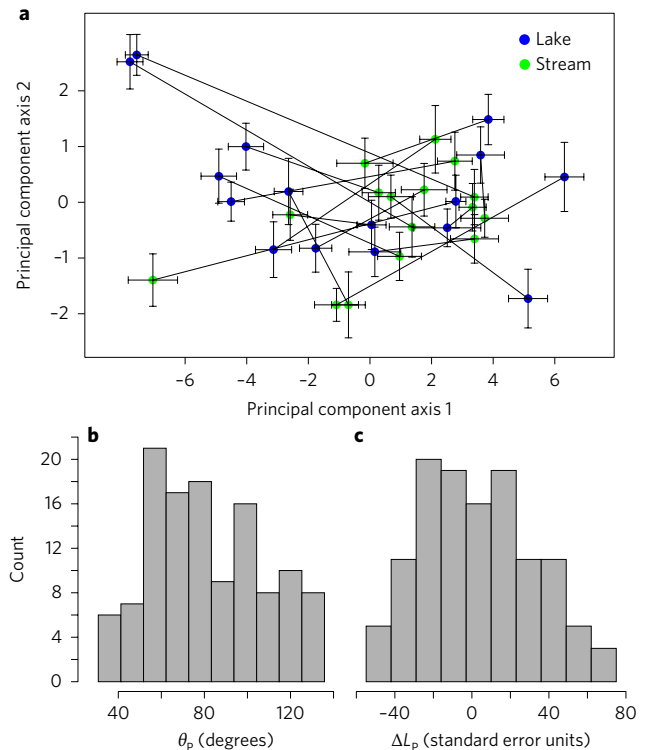 a
Lake
Stream
Principal component axis 2
2
1
0
−1
−2
−6 −4 −2 0 2 4 6
Principal component axis 1
b
c
Count
20
16
12
8
4
0
40 80 120
−40 0 40 80
θp (degrees)
ΔLp (standard error units)